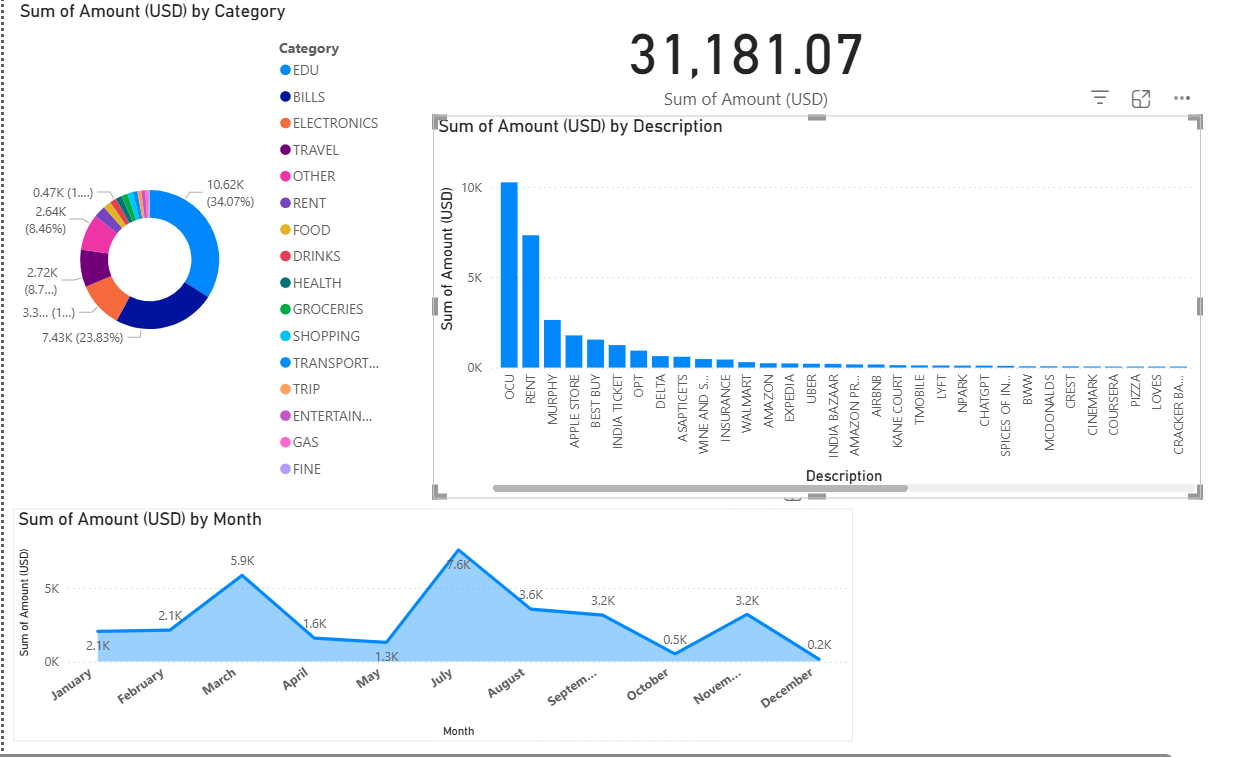 Sum of Amount (USD) by Category
Category
EDU
BILLS
ELECTRONICS
TRAVEL
OTHER
RENT
FOOD
DRINKS
HEALTH
GROCERIES
SHOPPING
TRANSPORT...
TRIP
ENTERTAIN...
GAS
FINE
10.62K
(34.07%)
0.47K (1....)
2.64K
(8.46%)
2.72K
(8.7...)
3.3... (1...)
7.43K (23.83%)
31,181.07
Sum of Amount (USD)
Sum of Amount (USD) by Description
Sum of Amount (USD)
10K
5K
0K
OCU
RENT
MURPHY
APPLE STORE
BEST BUY
INDIA TICKET
OPT
DELTA
ASAPTICETS
WINE AND S...
INSURANCE
WALMART
AMAZON
EXPEDIA
UBER
INDIA BAZAAR
AMAZON PR...
AIRBNB
KANE COURT
TMOBILE
LYFT
NPARK
CHATGPT
SPICES OF IN...
BWW
MCDONALDS
CREST
CINEMARK
COURSERA
PIZZA
LOVES
CRACKER BA...
Description
Sum of Amount (USD) by Month
Sum of Amount (USD)
5K
0K
2.1K
2.1K
5.9K
1.6K
1.3K
7.6K
3.6K
3.2K
0.5K
3.2K
0.2K
January
February
March
April
May
July
August
Septem...
October
Novem...
December
Month